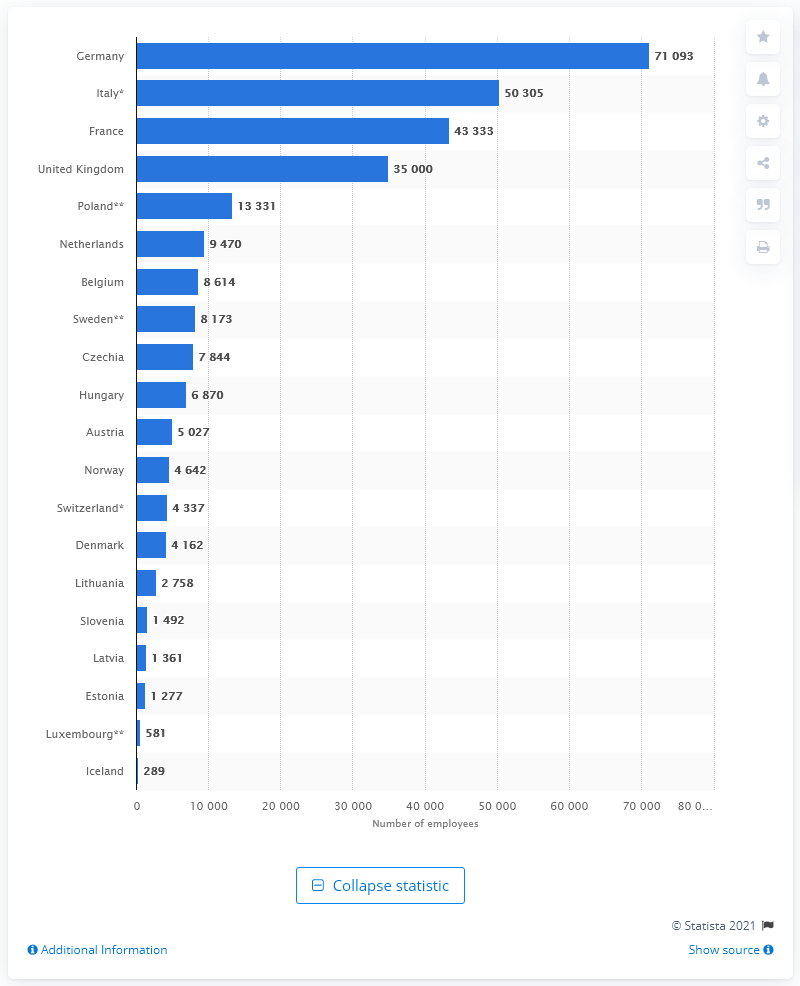 Germany 71 093
Italy* 50 305
France 43 333
United Kingdom 35 000
Poland** 13 331
Netherlands 9 470
Belgium 8 614
Sweden** 8 173
Czechia 7 844
Hungary 6 870
Austria 5 027
Norway 4 642
Switzerland* 4 337
Denmark 4 162
Lithuania 2 758
Slovenia 1 492
Latvia 1 361
Estonia 1 277
Luxembourg** 581
Iceland 289
0 10 000 20 000 30 000 40 000 50 000 60 000 70 000 80 0...
Number of employees
Collapse statistic
© Statista 2021
Additional Information Show source